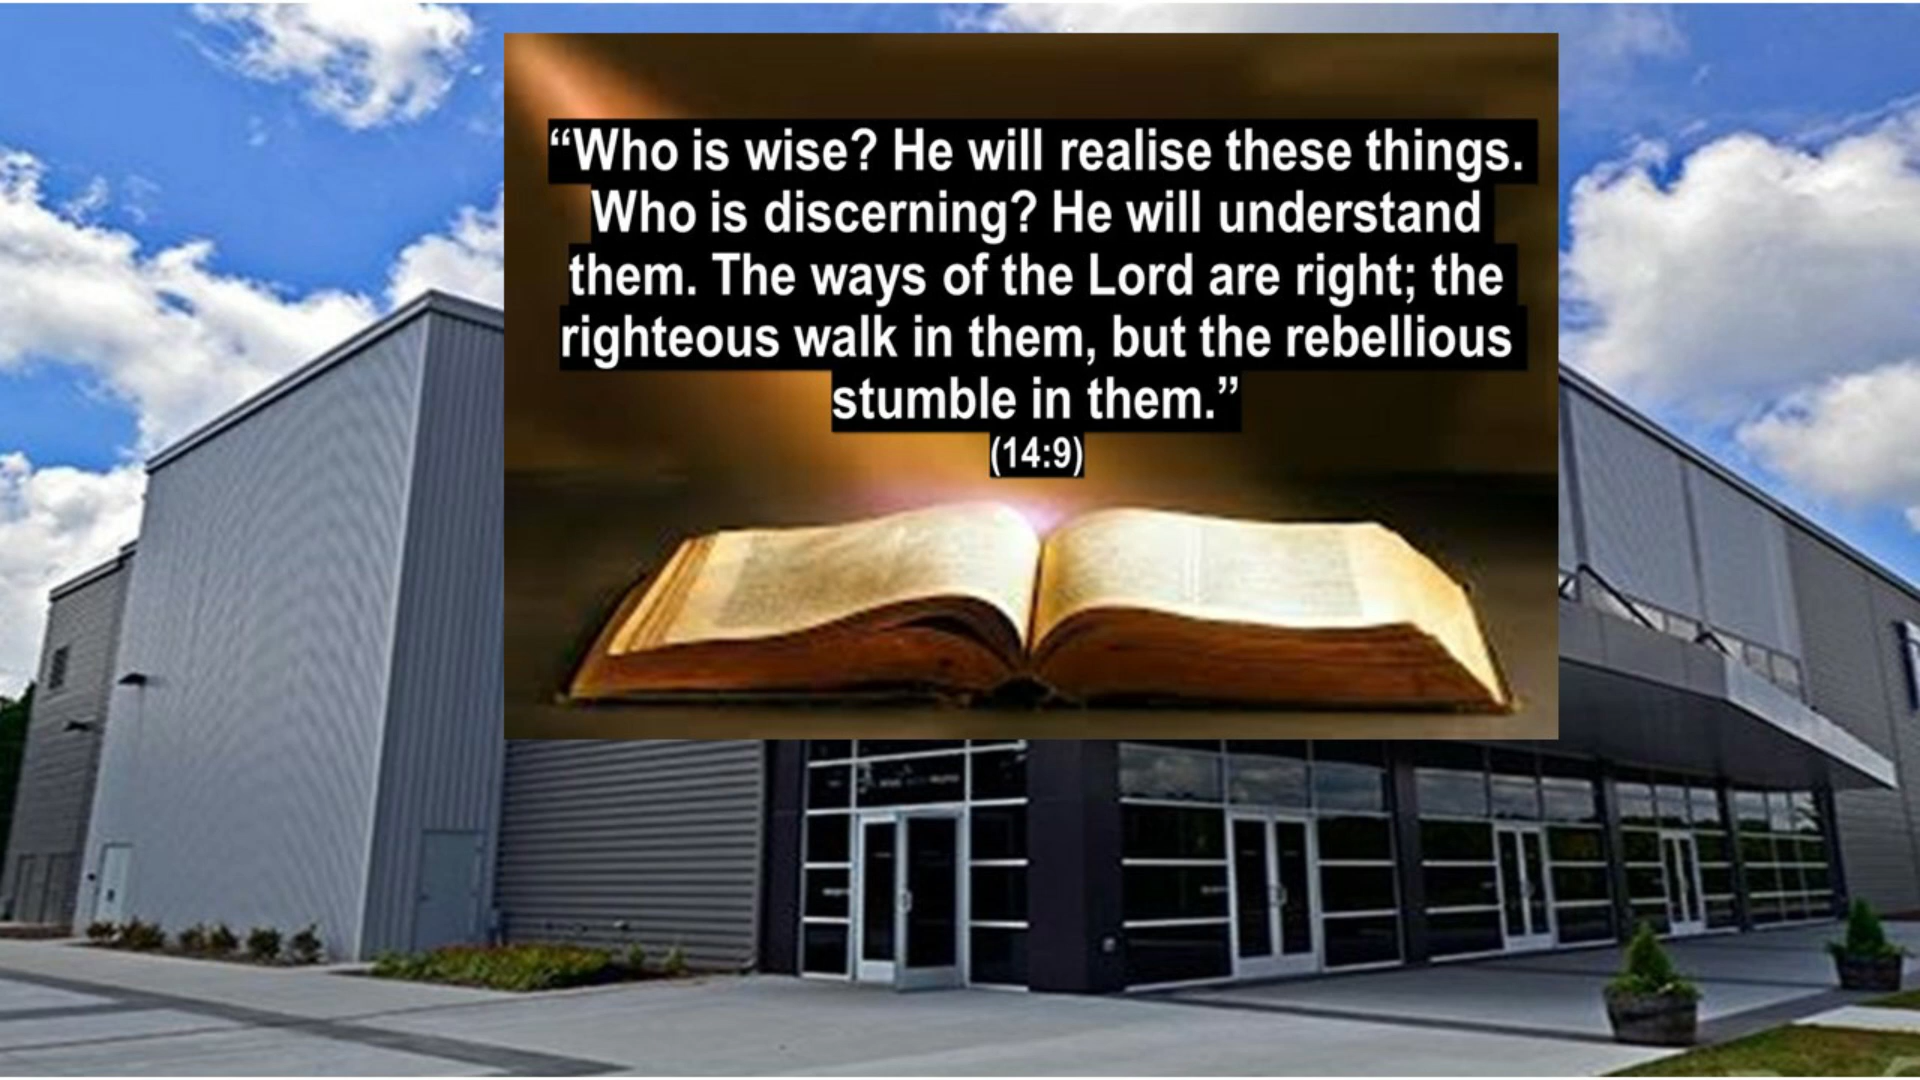 “Who is wise? He will realise these things.
Who is discerning? He will understand
them. The ways of the Lord are right; the
righteous walk in them, but the rebellious
stumble in them.”
(14:9)